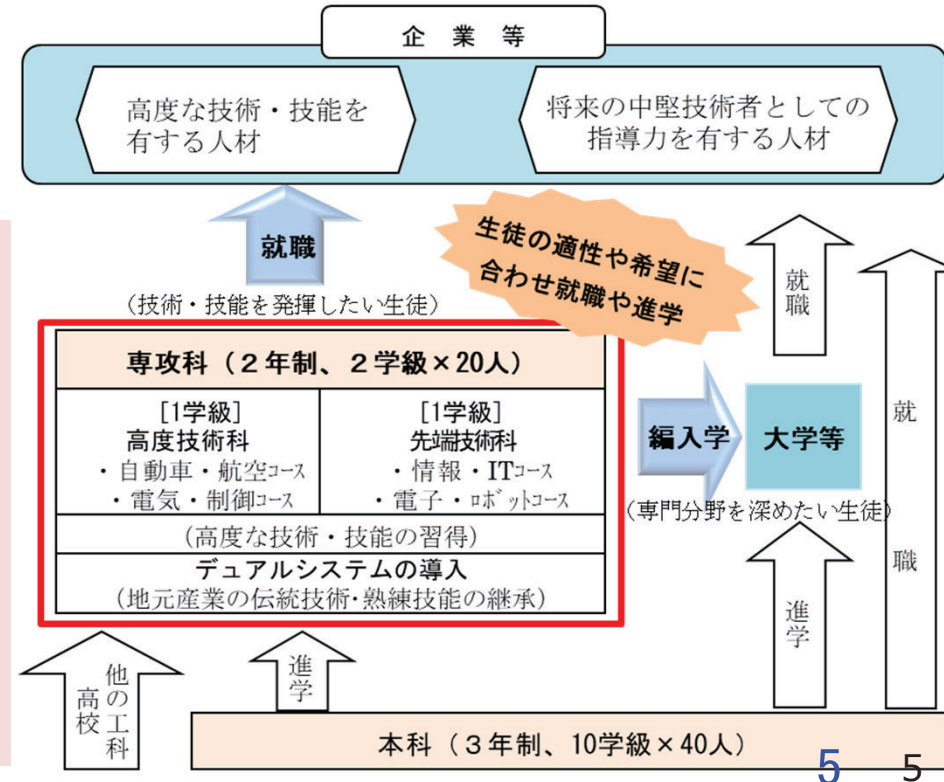 企 業 等
高度な技術・技能を
有する人材
将来の中堅技術者としての
指導力を有する人材
就職
(技術・技能を発揮したい生徒)
生徒の適性や希望に
合わせ就職や進学
就職
就職
専攻科(2年制、2学級×20人)
[1学級]
高度技術科
・自動車・航空コース
・電気・制御コース
[1学級]
先端技術科
・情報・ITコース
・電子・ロボットコース
(高度な技術・技能の習得)
デュアルシステムの導入
(地元産業の伝統技術・熟練技能の継承)
編入学
大学等
(専門分野を深めたい生徒)
他の工科
高校
進学
進学
本科(3年制、10学級×40人)
5
5